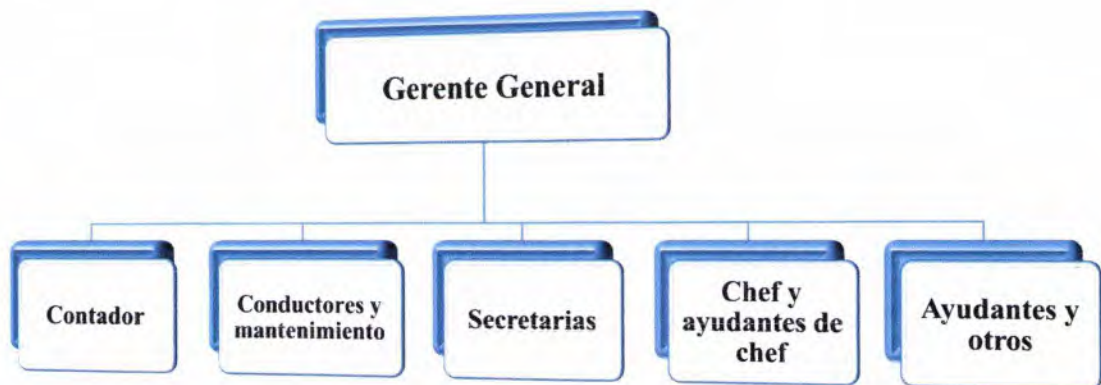 Gerente General
Contador
Conductores y
mantenimiento
Secretarias
Chef y
ayudantes de
chef
Ayudantes y
otros